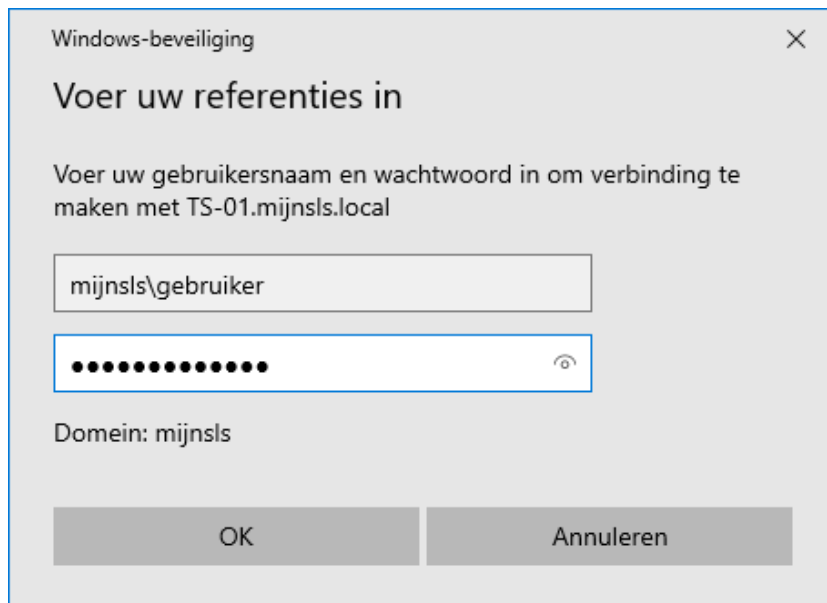 Windows-beveiliging
Voer uw referenties in
Voer uw gebruikersnaam en wachtwoord in om verbinding te
maken met TS-01.mijnsls.local
mijnsls\gebruiker
•••••••••••••
Domein: mijnsls
OK
Annuleren